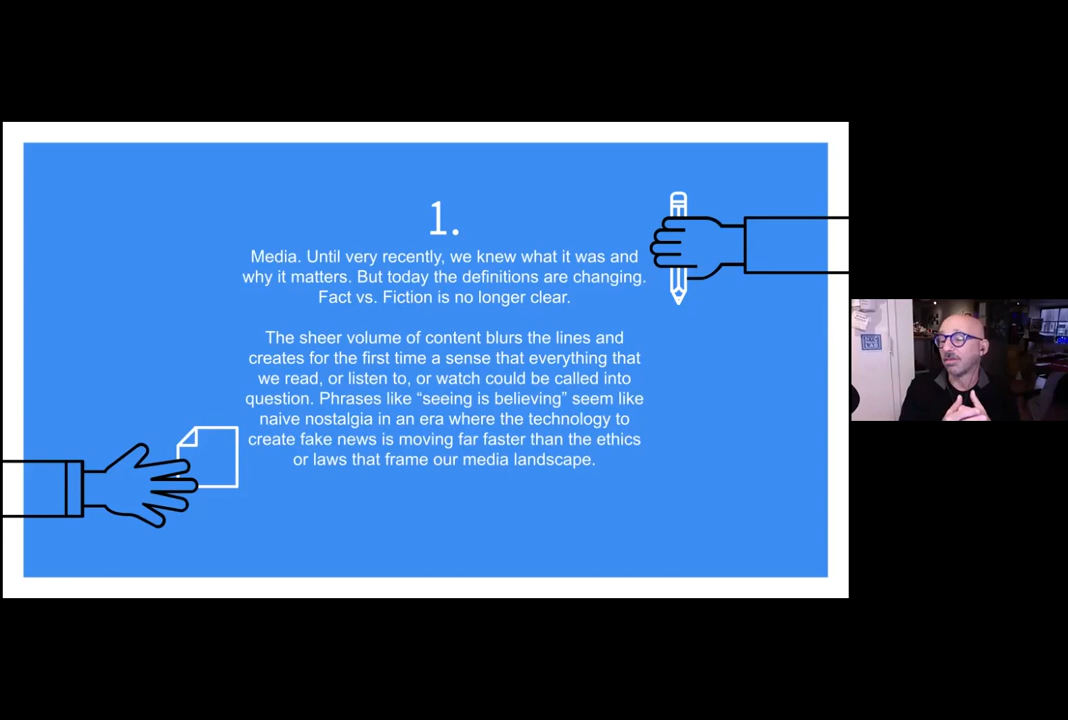 1.
Media. Until very recently, we knew what it was and
why it matters. But today the definitions are changing.
Fact vs. Fiction is no longer clear.
The sheer volume of content blurs the lines and
creates for the first time a sense that everything that
we read, or listen to, or watch could be called into
question. Phrases like “seeing is believing” seem like
naive nostalgia in an era where the technology to
create fake news is moving far faster than the ethics
or laws that frame our media landscape.